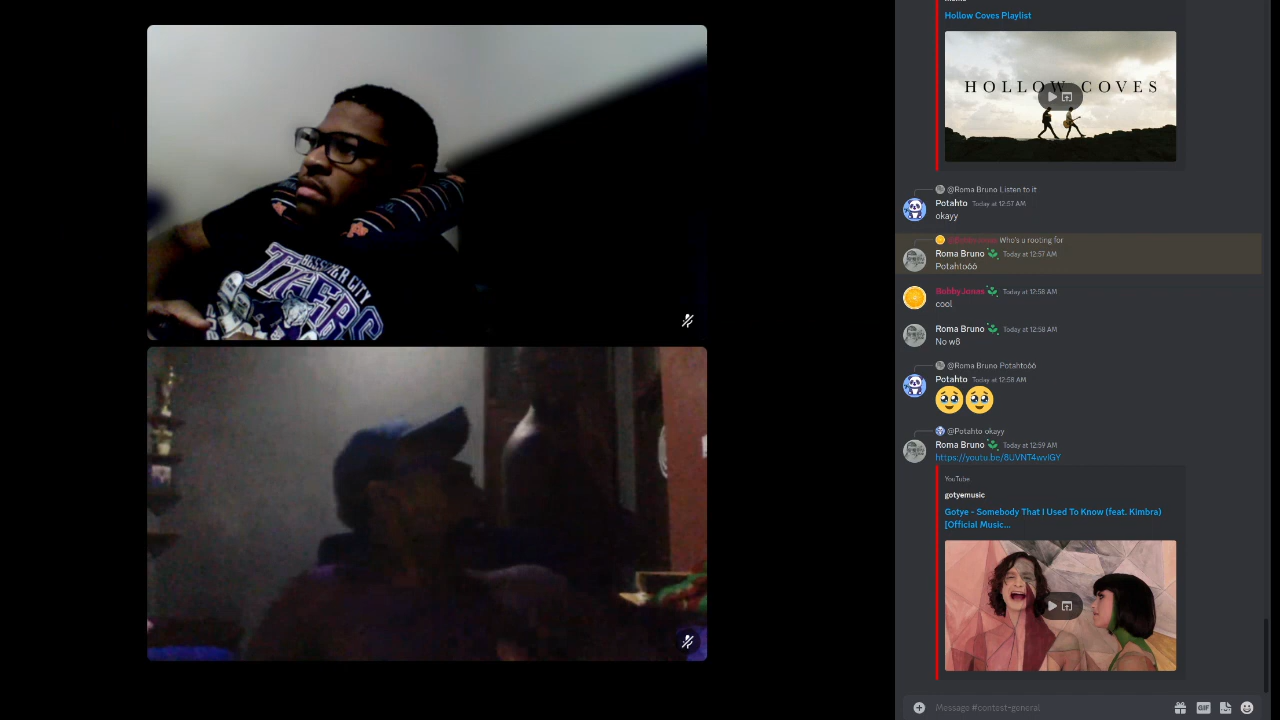 BESSEMER CITY
TIGERS
Hollow Coves Playlist
HOLLOW COVES
@Roma Bruno Listen to it
Potahto Today at 12:57 AM
okayy
Who's u rooting for
Roma Bruno Today at 12:57 AM
Potahto66
BobbyJonas Today at 12:58 AM
cool
Roma Bruno Today at 12:58 AM
No w8
@Roma Bruno Potahto66
Potahto Today at 12:58 AM
@Potahto okayy
Roma Bruno Today at 12:59 AM
https://youtu.be/8UVNT4wvIGY
YouTube
gotyemusic
Gotye - Somebody That I Used To Know (feat. Kimbra)
[Official Music...
Message #contest-general
GIF